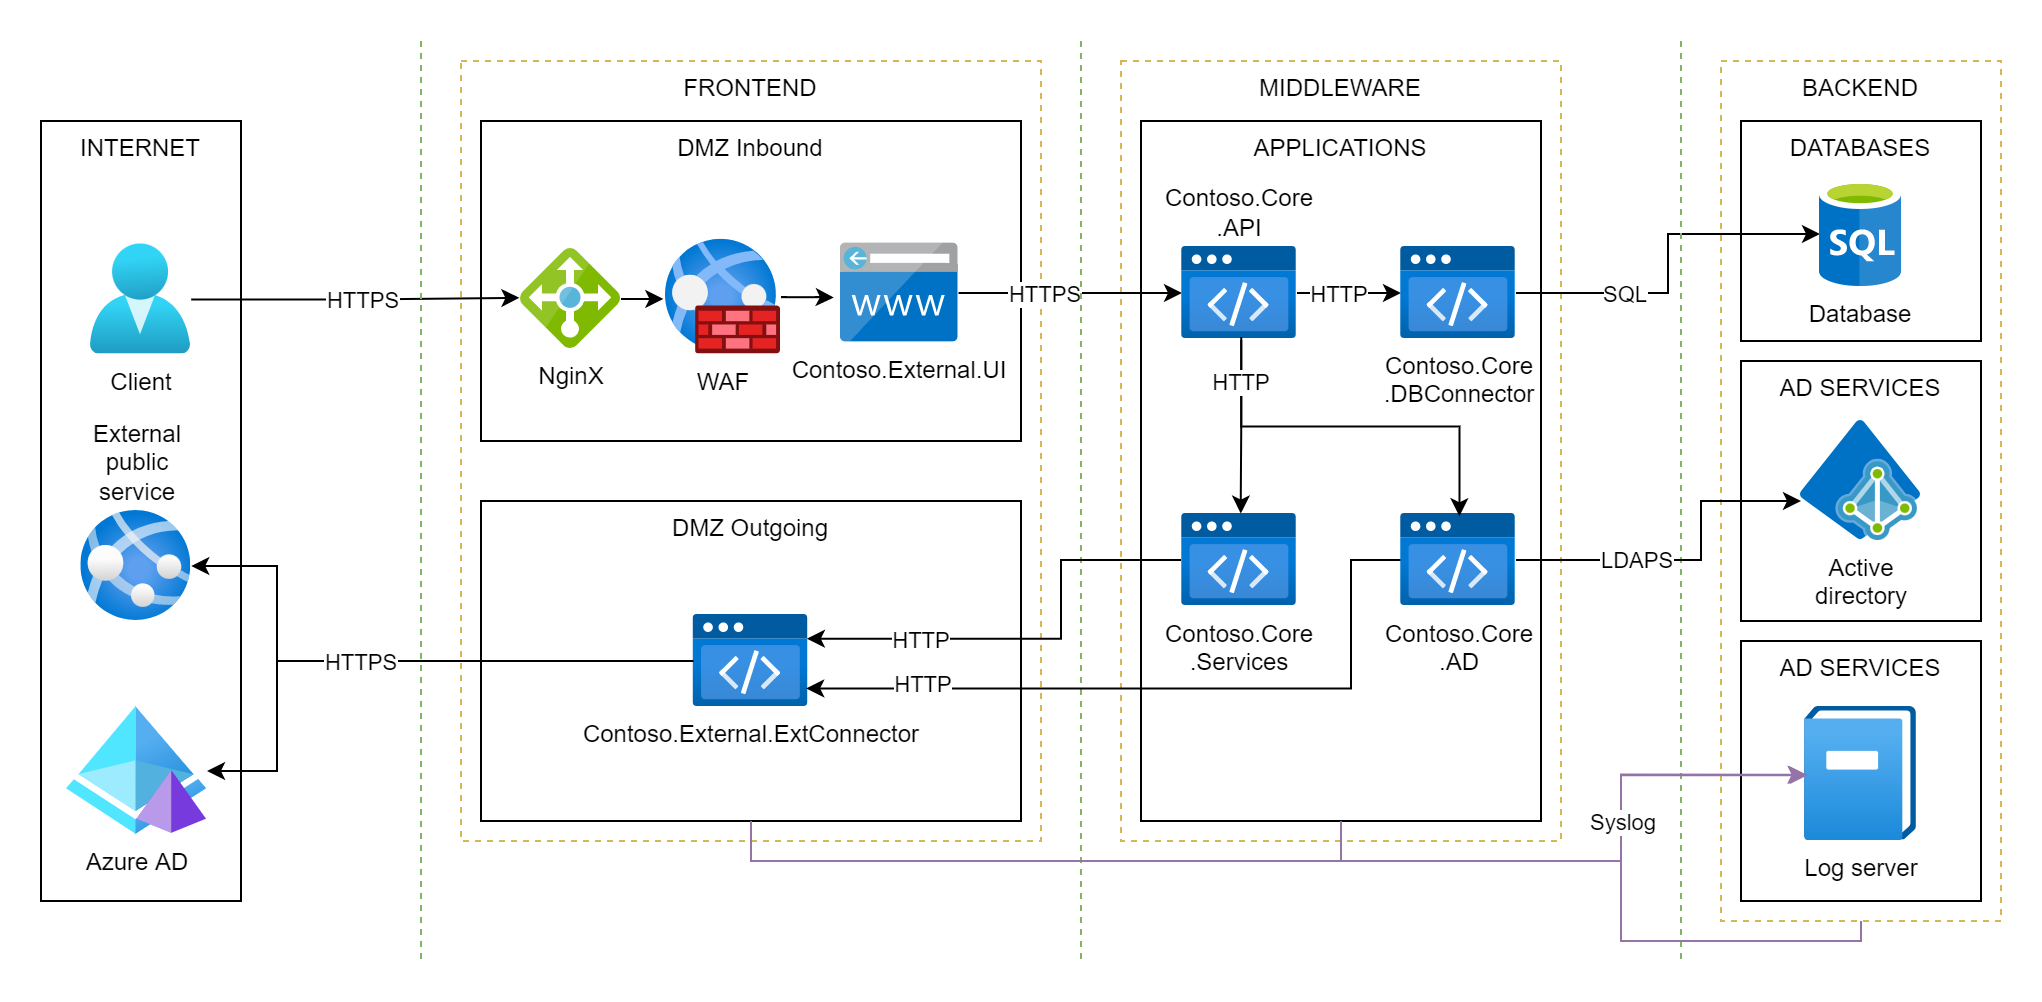 FRONTEND
MIDDLEWARE
BACKEND
INTERNET
DMZ Inbound
APPLICATIONS
DATABASES
Contoso.Core
.API
SQL
HTTPS
HTTPS
HTTP
SQL
Database
www
NginX
WAF
Contoso.External.UI
Client
HTTP
Contoso.Core
.DBConnector
AD SERVICES
External
public
service
DMZ Outgoing
LDAPS
Active
directory
HTTP
Contoso.Core
.Services
Contoso.Core
.AD
HTTPS
HTTP
AD SERVICES
Contoso.External.ExtConnector
Syslog
Azure AD
Log server